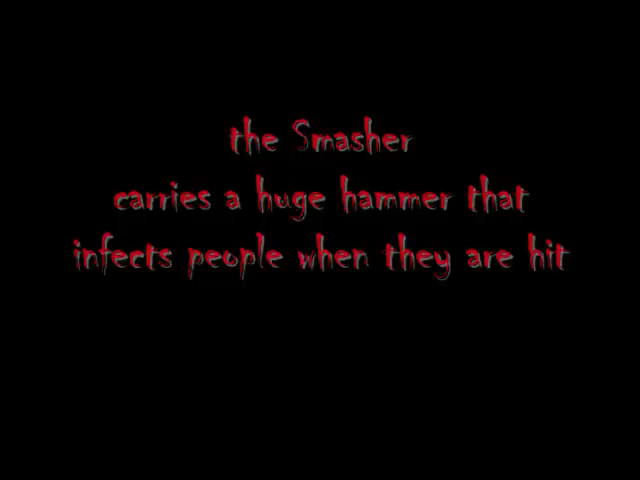 the Smasher
carries a huge hammer that
infects people when they are hit